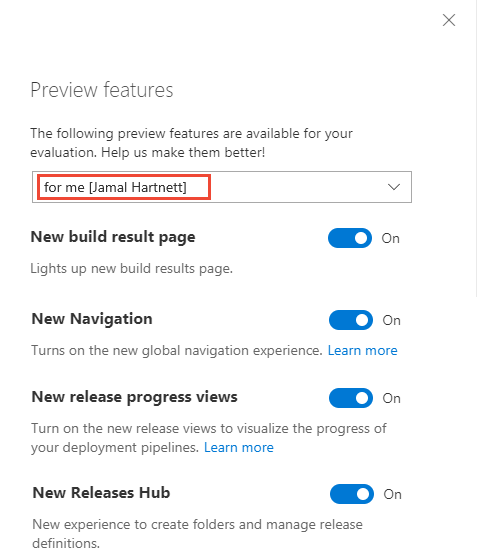 Preview features
The following preview features are available for your
evaluation. Help us make them better!
for me [Jamal Hartnett]
New build result page
On
Lights up new build results page.
New Navigation
On
Turns on the new global navigation experience. Learn more
New release progress views
On
Turn on the new release views to visualize the progress of
your deployment pipelines. Learn more
New Releases Hub
On
New experience to create folders and manage release
definitions.